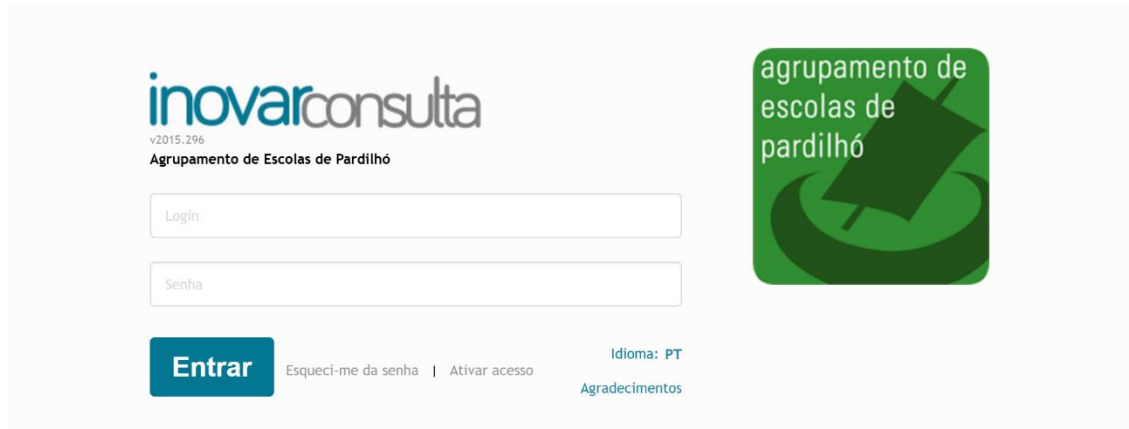 inovarconsulta
v2015.296
Agrupamento de Escolas de Pardilhó
Login
Senha
Entrar
Esqueci-me da senha | Ativar acesso
Idioma: PT
Agradecimentos
agrupamento de
escolas de
pardilhó